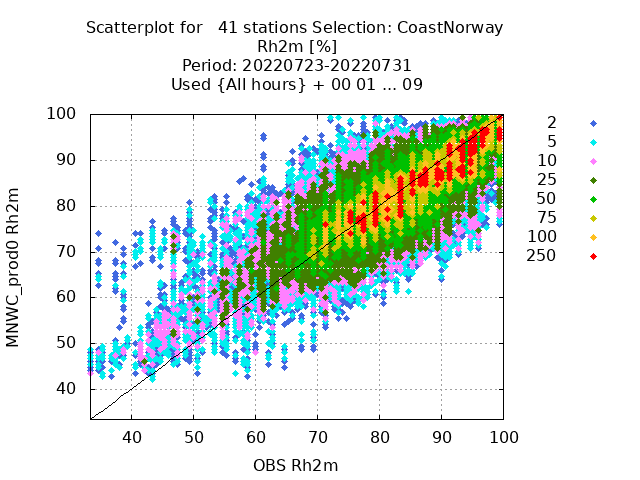 Scatterplot for   41 stations Selection: CoastNorway
Rh2m [%]
Period: 20220723-20220731
Used {All hours} + 00 01 ... 09
MNWC_prod0 Rh2m
100
90
80
70
60
50
40
40 50 60 70 80 90 100
OBS Rh2m
2
5
10
25
50
75
100
250